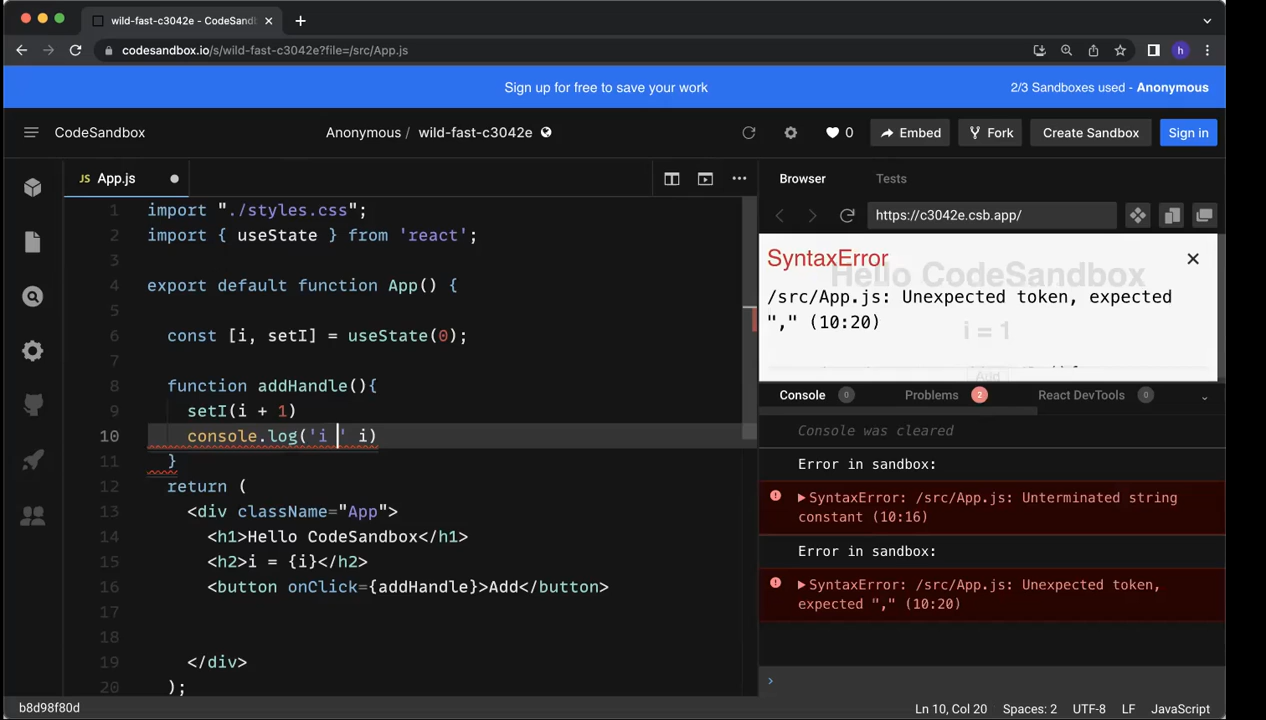 wild-fast-c3042e - CodeSandb
codesandbox.io/s/wild-fast-c3042e?file=/src/App.js
h
Sign up for free to save your work
2/3 Sandboxes used - Anonymous
CodeSandbox
Anonymous / wild-fast-c3042e
0
Embed
Fork
Create Sandbox
Sign in
JS App.js
Browser
Tests
https://c3042e.csb.app/
1 import "./styles.css";
2 import { useState } from 'react';
3
4 export default function App() {
5
6 const [i, setI] = useState(0);
7
8 function addHandle(){
9 setI(i + 1)
10 console.log('i ' i)
11 }
12 return (
13 <div className="App">
14 <h1>Hello CodeSandbox</h1>
15 <h2>i = {i}</h2>
16 <button onClick={addHandle}>Add</button>
17
18
19 </div>
20 );
SyntaxError
Hello CodeSandbox
/src/App.js: Unexpected token, expected
"," (10:20)
i = 1
Add
Console 0
Problems 2
React DevTools 0
Console was cleared
Error in sandbox:
SyntaxError: /src/App.js: Unterminated string
constant (10:16)
Error in sandbox:
SyntaxError: /src/App.js: Unexpected token,
expected "," (10:20)
b8d98f80d
Ln 10, Col 20
Spaces: 2
UTF-8
LF
JavaScript